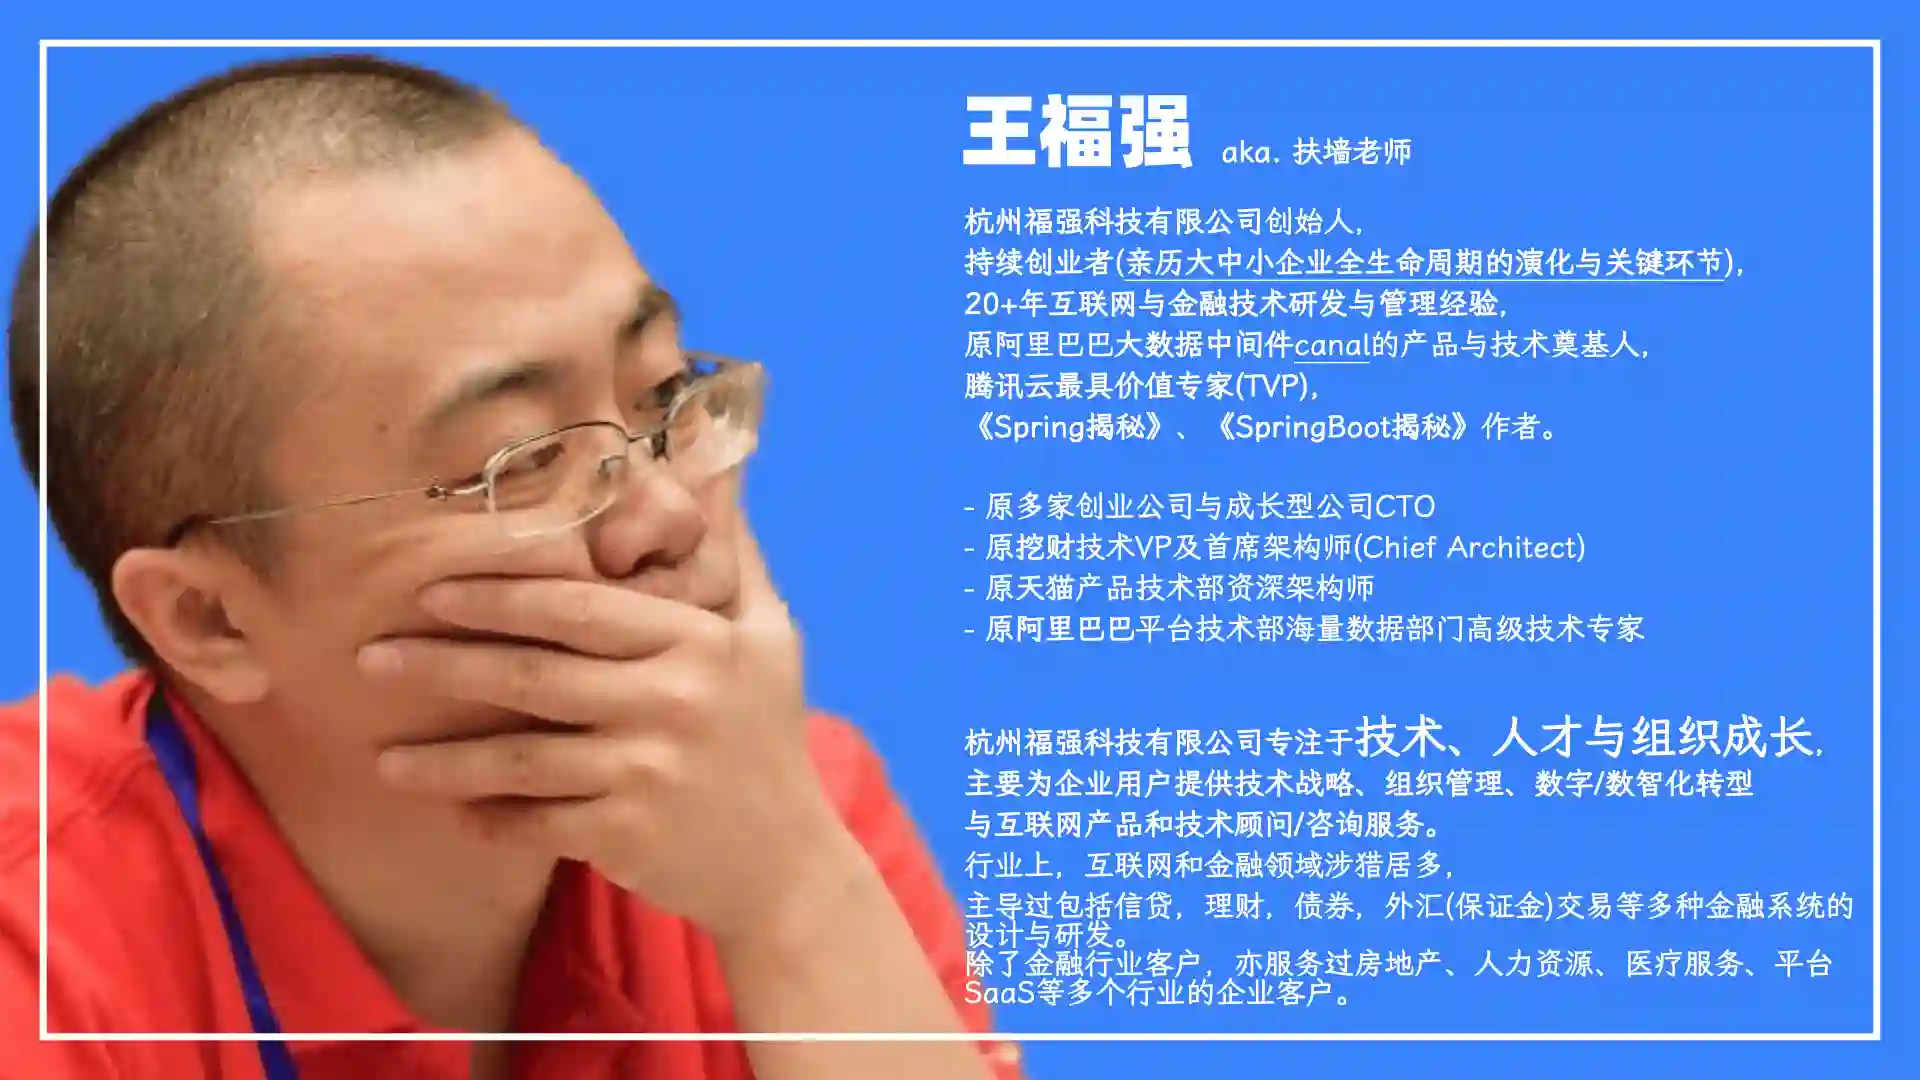 王福强 aka. 扶墙老师
杭州福强科技有限公司创始人，
持续创业者(亲历大中小企业全生命周期的演化与关键环节)，
20+年互联网与金融技术研发与管理经验，
原阿里巴巴大数据中间件canal的产品与技术奠基人，
腾讯云最具价值专家(TVP)，
《Spring揭秘》、《SpringBoot揭秘》作者。
- 原多家创业公司与成长型公司CTO
- 原挖财技术VP及首席架构师(Chief Architect)
- 原天猫产品技术部资深架构师
- 原阿里巴巴平台技术部海量数据部门高级技术专家
杭州福强科技有限公司专注于技术、人才与组织成长，
主要为企业用户提供技术战略、组织管理、数字/数智化转型
与互联网产品和技术顾问/咨询服务。
行业上，互联网和金融领域涉猎居多，
主导过包括信贷，理财，债券，外汇(保证金)交易等多种金融系统的
设计与研发。
除了金融行业客户，亦服务过房地产、人力资源、医疗服务、平台
SaaS等多个行业的企业客户。